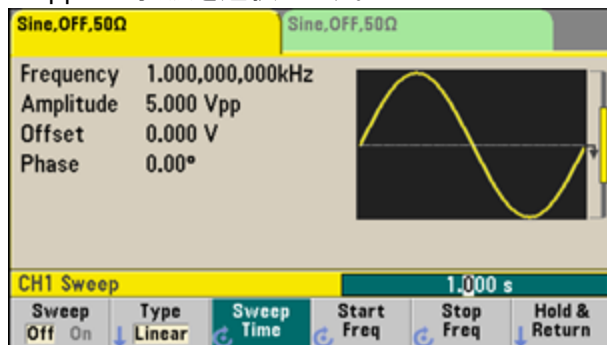 Sine,OFF,50Ω
Sine,OFF,50Ω
Frequency 1.000,000,000kHz
Amplitude 5.000 Vpp
Offset 0.000 V
Phase 0.00°
CH1 Sweep 1.000 s
Sweep Off On
Type Linear
Sweep Time
Start Freq
Stop Freq
Hold & Return